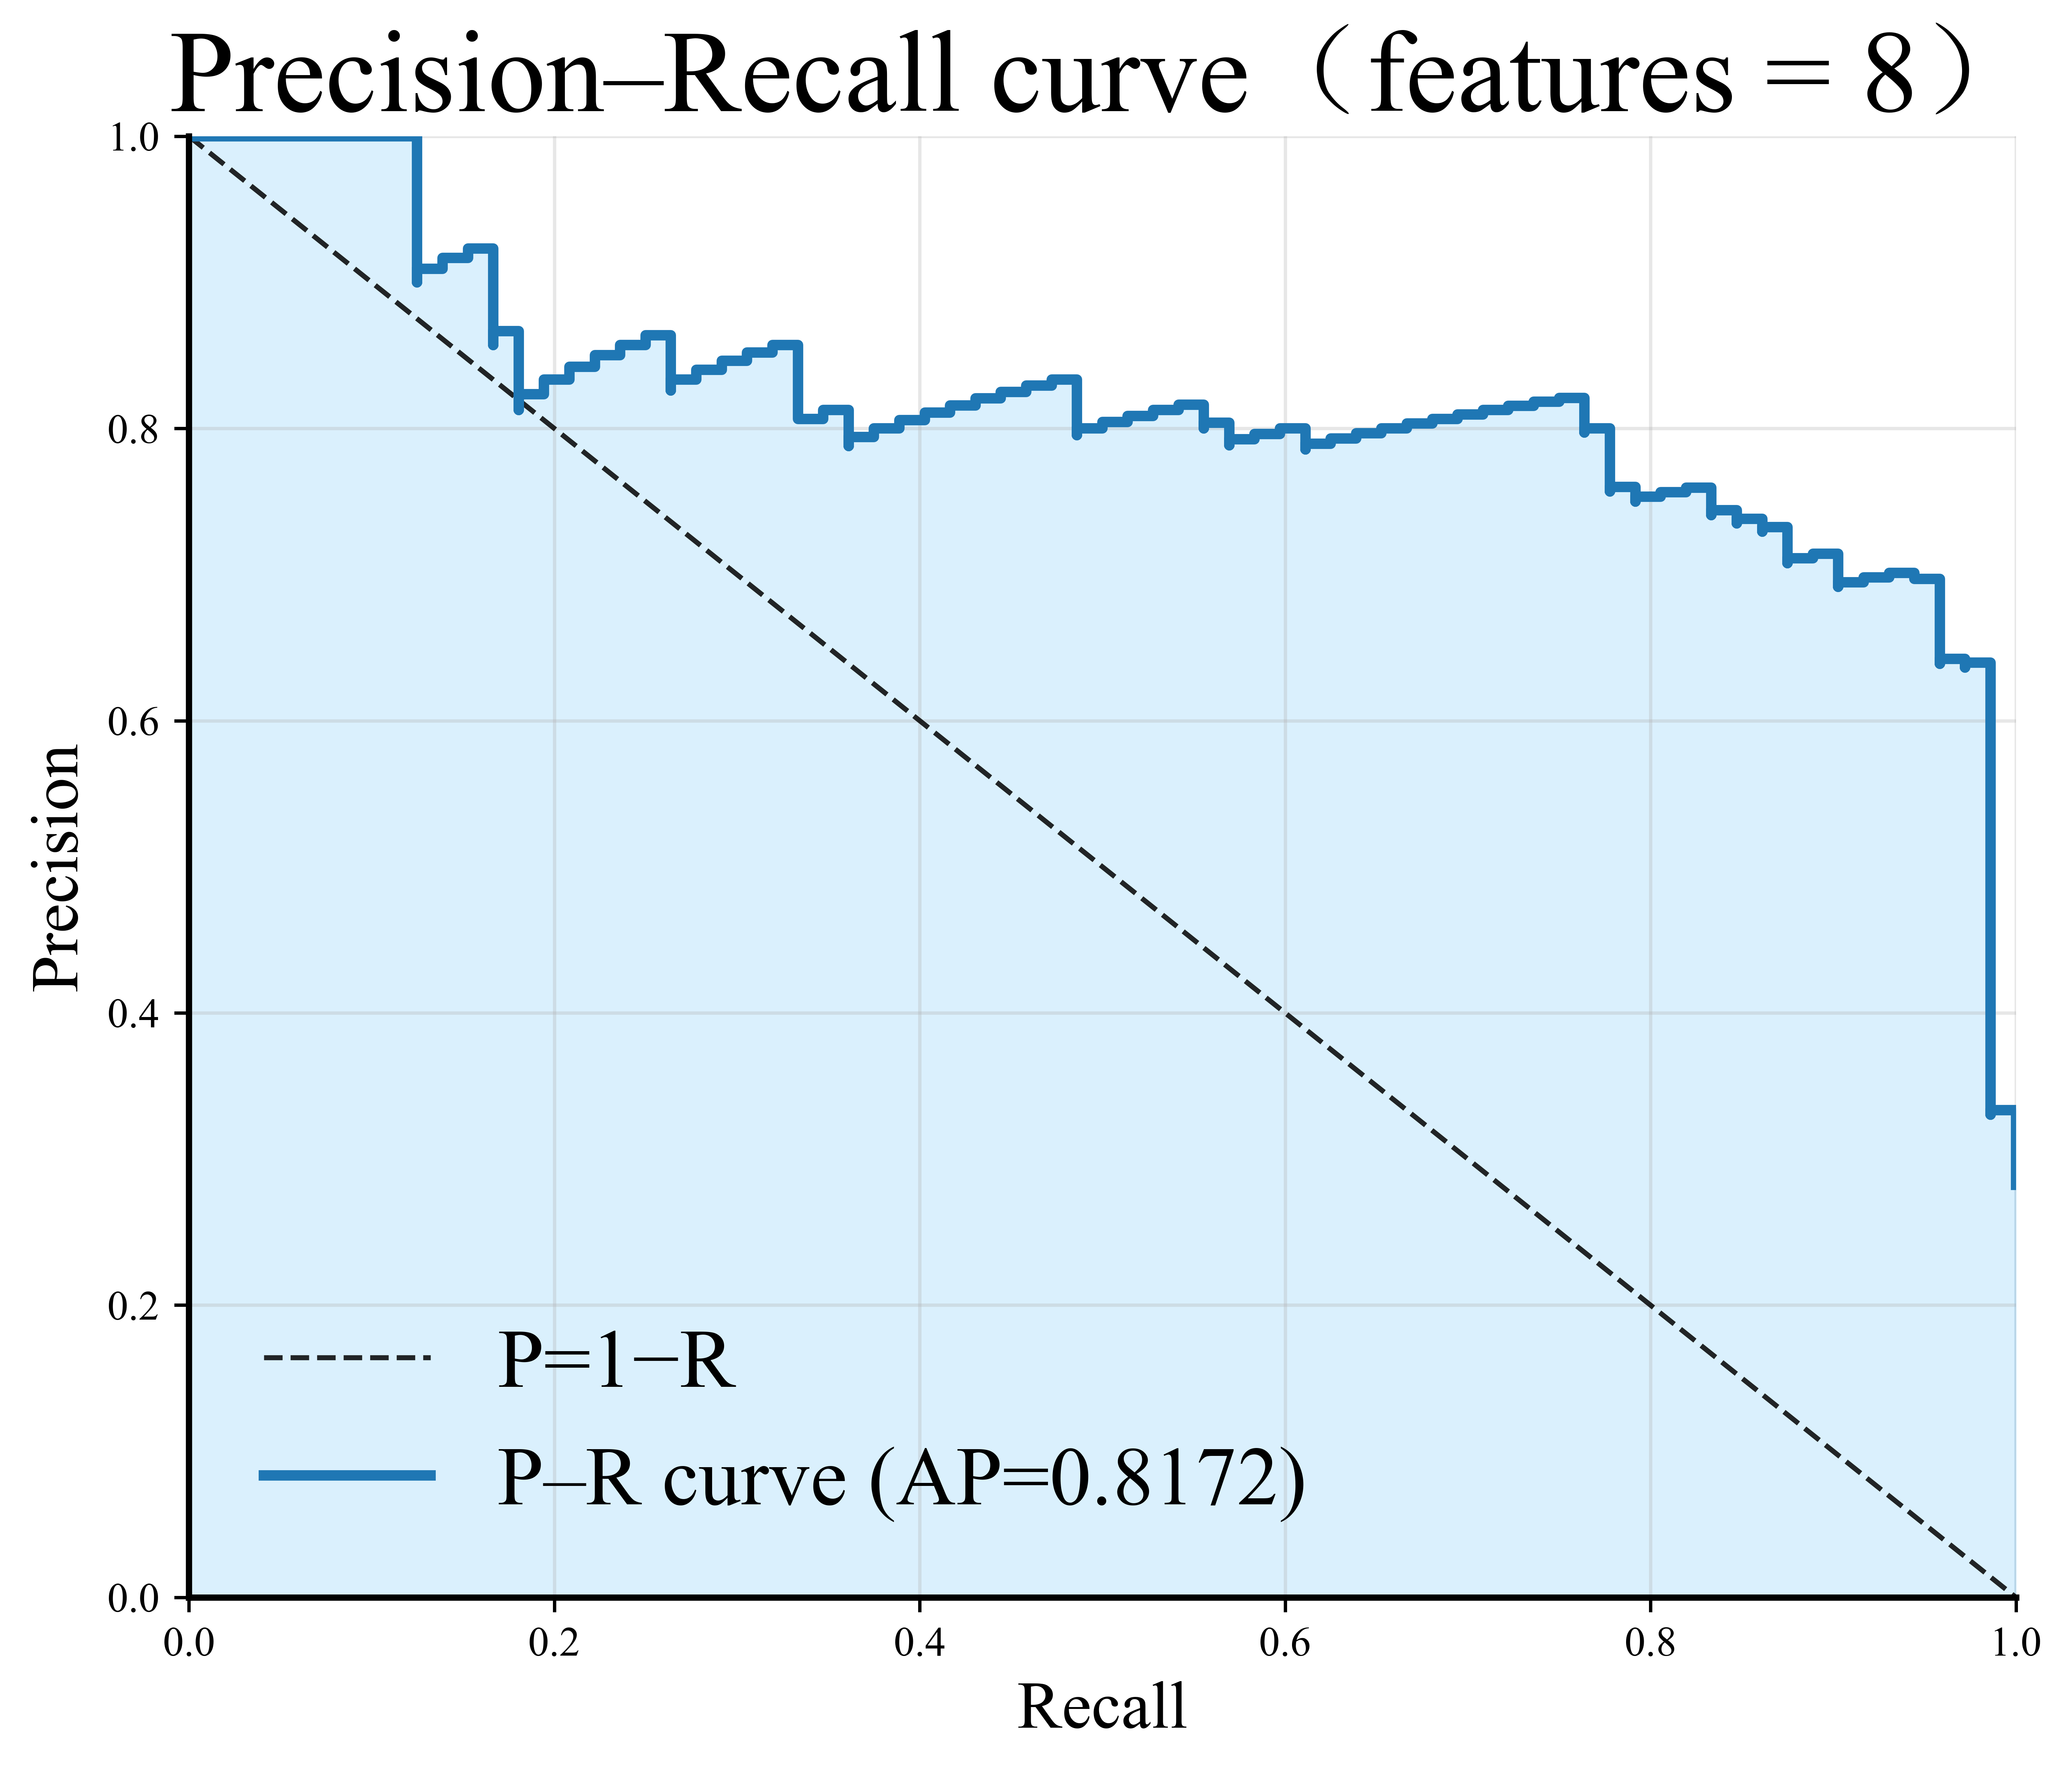 Precision–Recall curve（features = 8）
1.0
0.8
0.6
0.4
0.2
0.0
Precision
P=1−R
P–R curve (AP=0.8172)
0.0 0.2 0.4 0.6 0.8 1.0
Recall